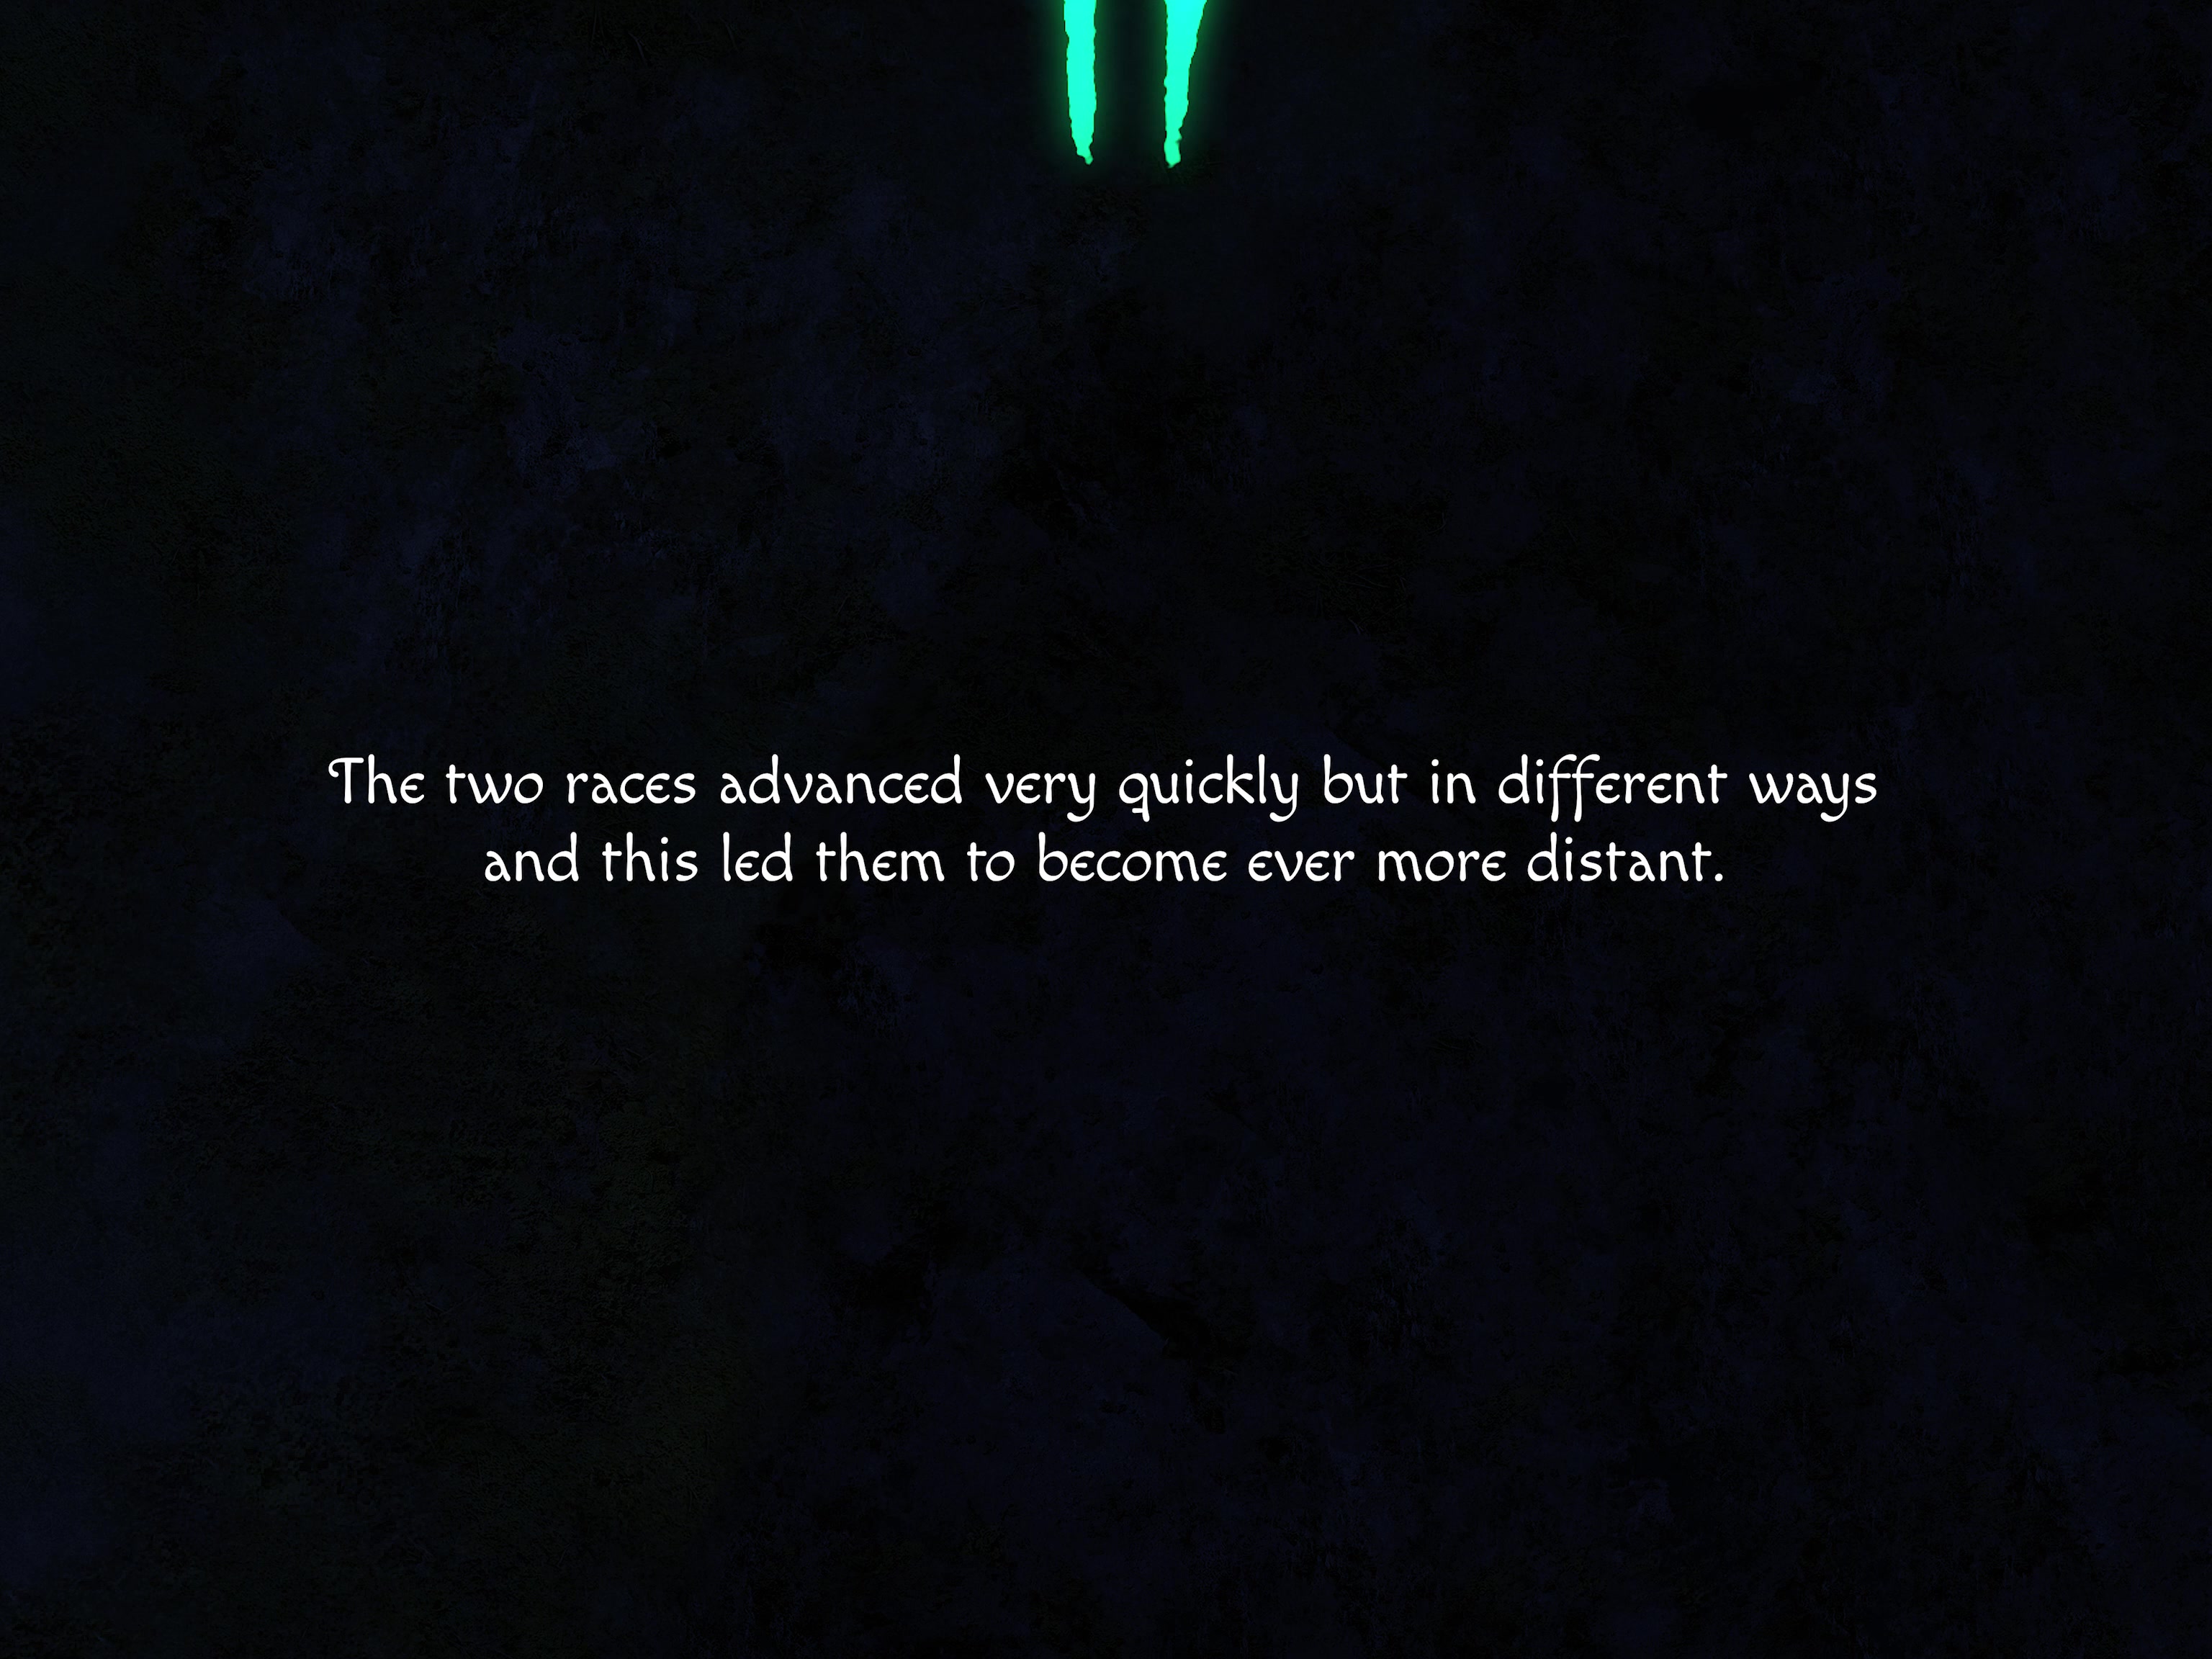 The two races advanced very quickly but in different ways
and this led them to become ever more distant.